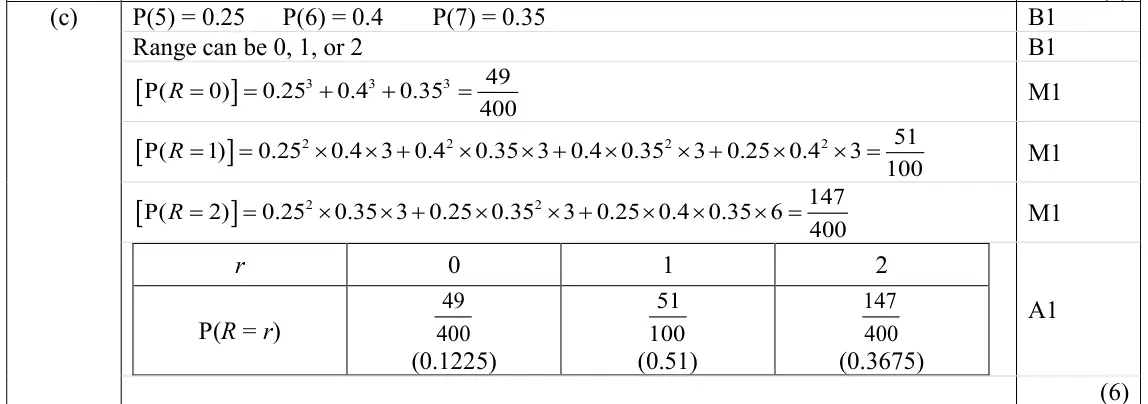 (c) P(5) = 0.25 P(6) = 0.4 P(7) = 0.35 B1
Range can be 0, 1, or 2 B1
[P(R = 0)] = 0.25³ + 0.4³ + 0.35³ = 49/400 M1
[P(R = 1)] = 0.25² × 0.4 × 3 + 0.4² × 0.35 × 3 + 0.4 × 0.35² × 3 + 0.25 × 0.4² × 3 = 51/100 M1
[P(R = 2)] = 0.25² × 0.35 × 3 + 0.25 × 0.35² × 3 + 0.25 × 0.4 × 0.35 × 6 = 147/400 M1
r 0 1 2
P(R = r) 49/400 51/100 147/400 A1
(0.1225) (0.51) (0.3675)
(6)